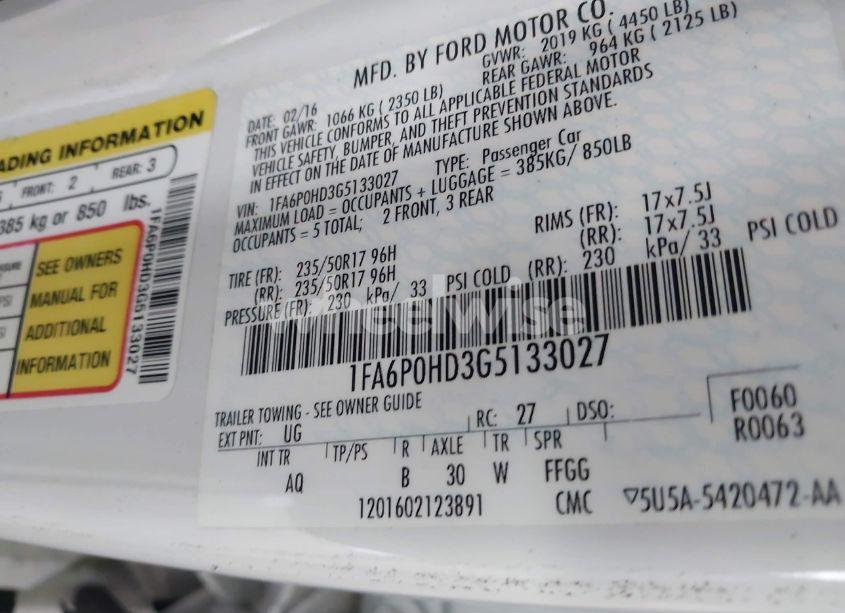 ADING INFORMATION
FRONT: 2 REAR: 3
385 kg or 850 lbs.
SEE OWNERS
MANUAL FOR
ADDITIONAL
INFORMATION
PSI
1FA6P0HD3G5133027
MFD. BY FORD MOTOR CO.
DATE: 02/16 GVWR: 2019 KG ( 4450 LB)
FRONT GAWR: 1066 KG ( 2350 LB) REAR GAWR: 964 KG ( 2125 LB)
THIS VEHICLE CONFORMS TO ALL APPLICABLE FEDERAL MOTOR
VEHICLE SAFETY, BUMPER, AND THEFT PREVENTION STANDARDS
IN EFFECT ON THE DATE OF MANUFACTURE SHOWN ABOVE.
VIN: 1FA6P0HD3G5133027 TYPE: Passenger Car
MAXIMUM LOAD = OCCUPANTS + LUGGAGE = 385KG/ 850LB
OCCUPANTS = 5 TOTAL; 2 FRONT, 3 REAR
TIRE (FR): 235/50R17 96H RIMS (FR): 17x7.5J
(RR): 235/50R17 96H (RR): 17x7.5J
PRESSURE (FR): 230 kPa/ 33 PSI COLD (RR): 230 kPa/ 33 PSI COLD
wheelwise
1FA6P0HD3G5133027
TRAILER TOWING - SEE OWNER GUIDE
EXT PNT: UG RC: 27 DSO: F0060
R0063
INT TR TP/PS R AXLE TR SPR
AQ B 30 W FFGG
1201602123891 CMC ▽5U5A-5420472-AA